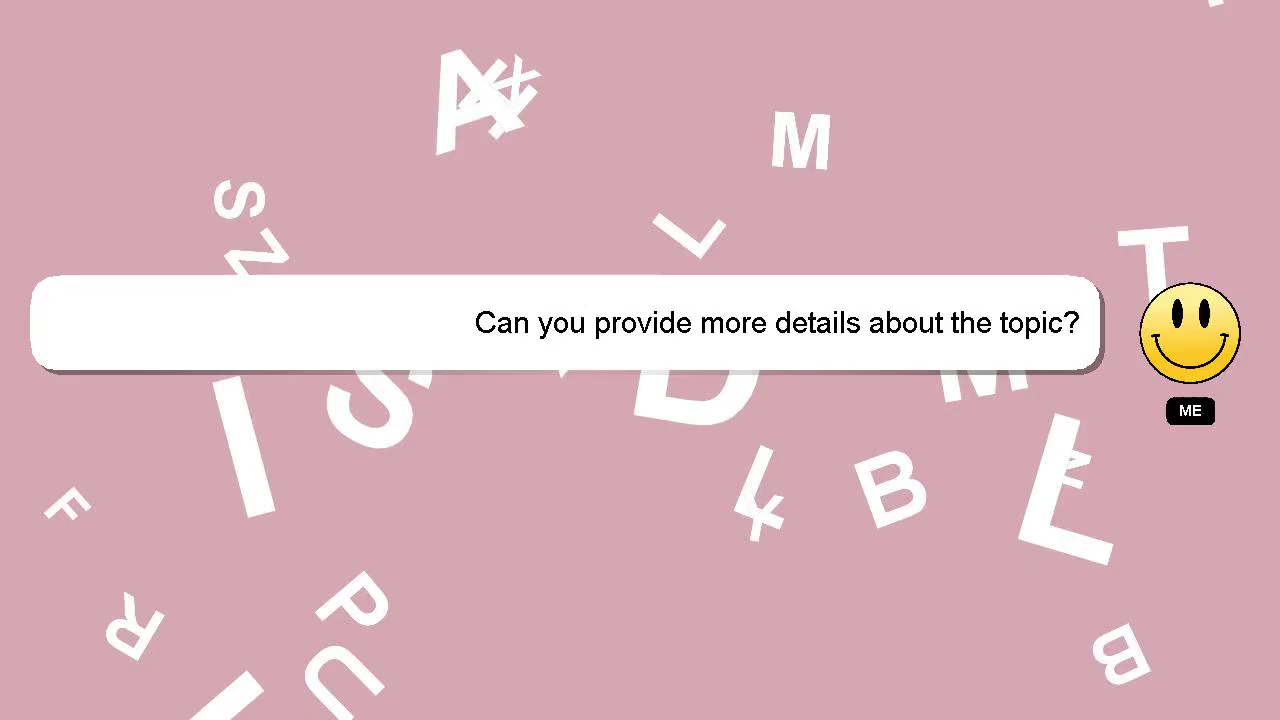 A
K
X
M
S
Z
L
T
Can you provide more details about the topic?
ME
I
S
D
M
L
Z
B
L
Y
F
P
R
U
B